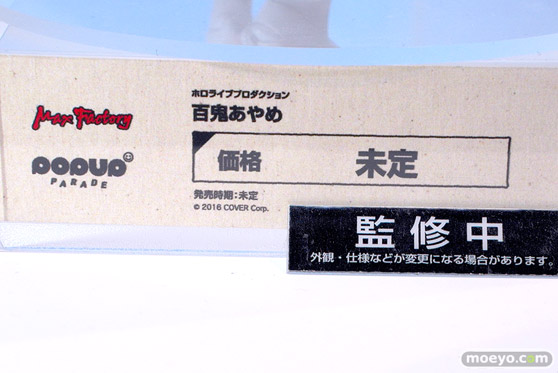 ホロライブプロダクション
百鬼あやめ
Max Factory
POPUP
PARADE
価格 未定
発売時期：未定
© 2016 COVER Corp.
監修中
外観・仕様などが変更になる場合があります。
moeyo.com